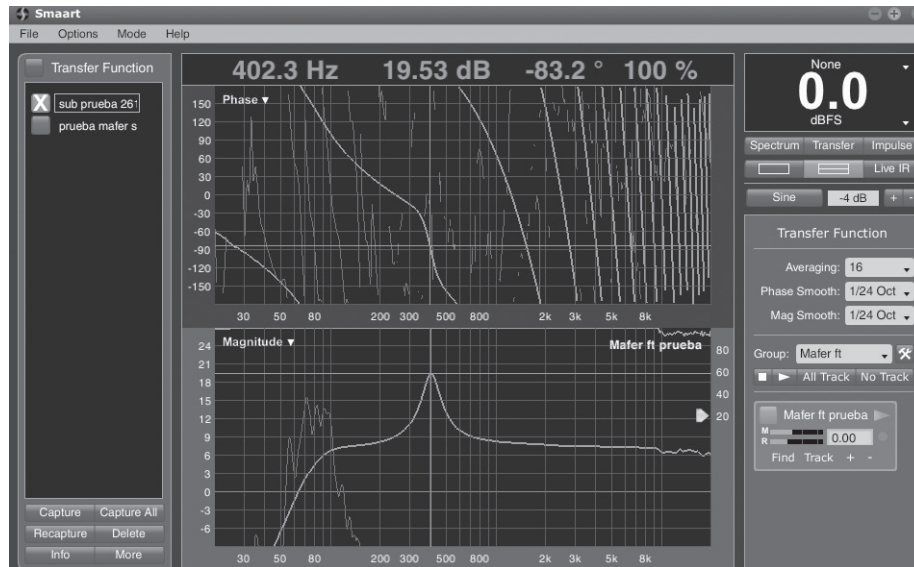 Smaart
File Options Mode Help
Transfer Function
sub prueba 261
prueba mafer s
Capture Capture All
Recapture Delete
Info More
402.3 Hz 19.53 dB -83.2 ° 100 %
Phase ▼
150
120
90
60
30
0
-30
-60
-90
-120
-150
30 50 80 200 300 500 800 2k 3k 5k 8k
Magnitude ▼ Mafer ft prueba
24
21
18
15
12
9
6
3
0
-3
-6
80
60
40
20
30 50 80 200 300 500 800 2k 3k 5k 8k
None
0.0
dBFS
Spectrum Transfer Impulse
Live IR
Sine -4 dB + -
Transfer Function
Averaging: 16
Phase Smooth: 1/24 Oct
Mag Smooth: 1/24 Oct
Group: Mafer ft
All Track No Track
Mafer ft prueba
M
R 0.00
Find Track + -